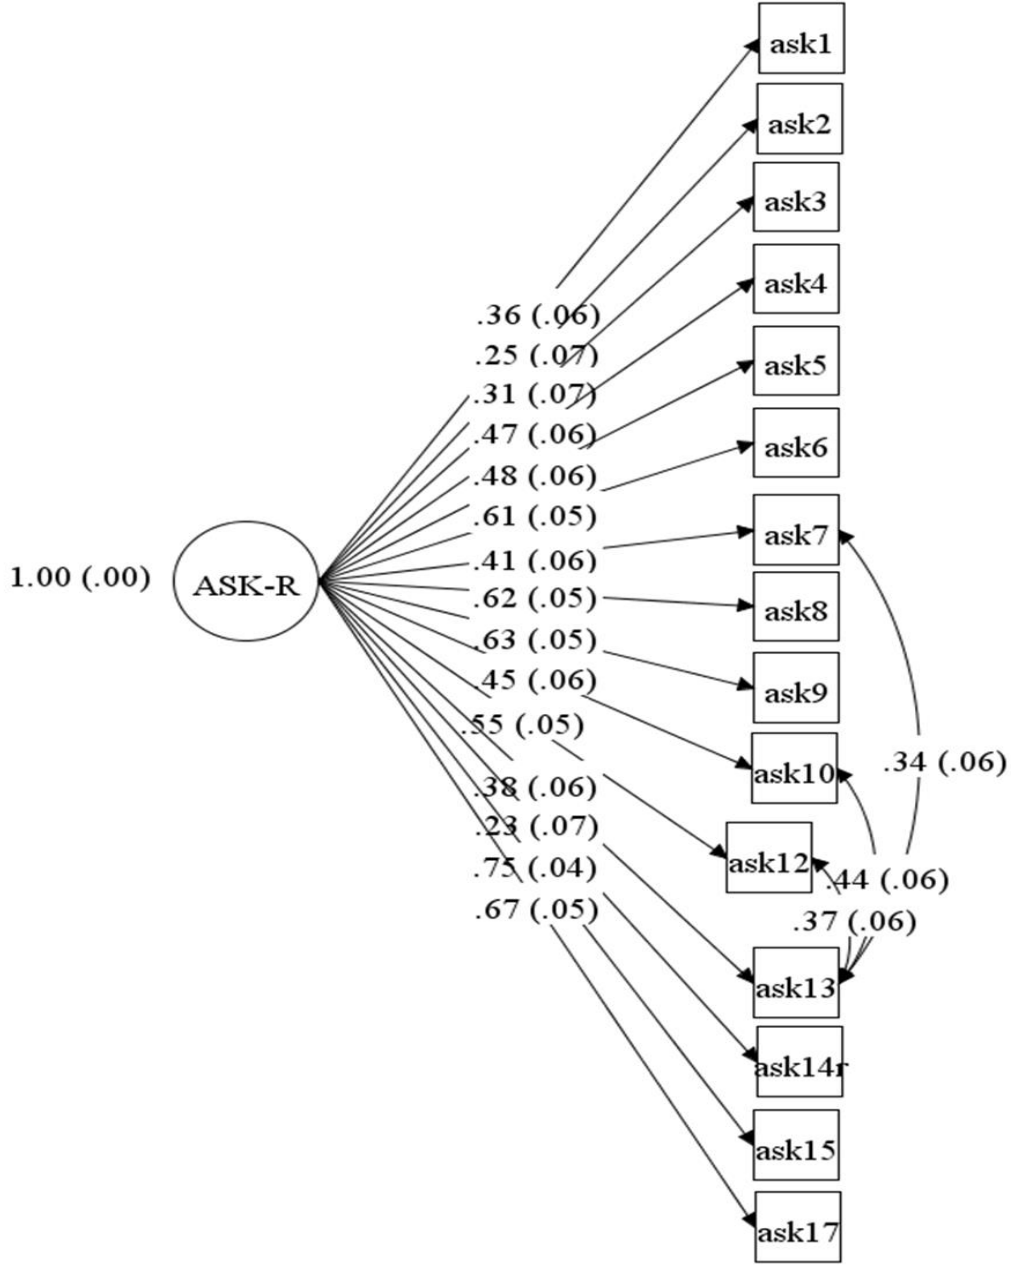 ask1
ask2
ask3
ask4
.36 (.06)
.25 (.07)
ask5
.31 (.07)
.47 (.06)
ask6
.48 (.06)
.61 (.05)
ask7
.41 (.06)
1.00 (.00)
ASK-R
.62 (.05)
ask8
.63 (.05)
.45 (.06)
ask9
.55 (.05)
.34 (.06)
ask10
.38 (.06)
.23 (.07)
.75 (.04)
ask12
.44 (.06)
.67 (.05)
.37 (.06)
ask13
ask14r
ask15
ask17